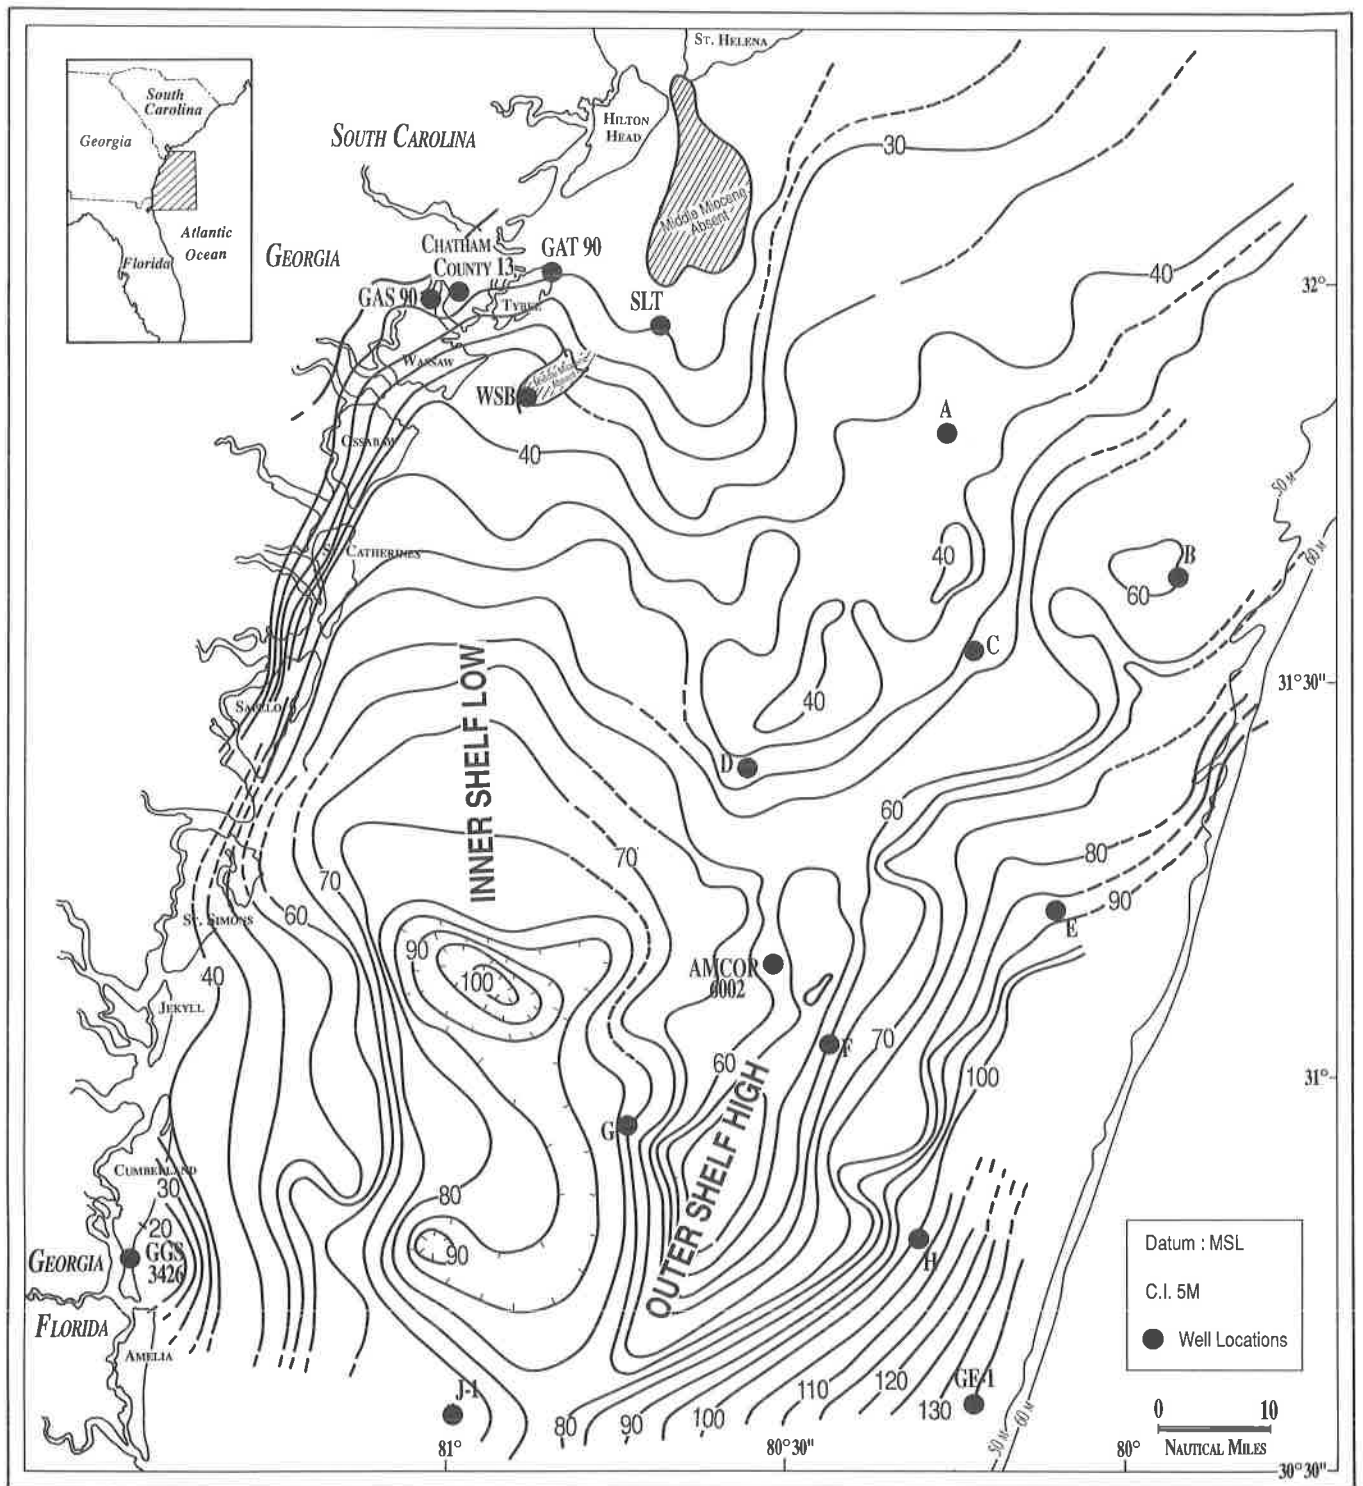 ST. HELENA
South
Carolina
Georgia
Florida
Atlantic
Ocean
HILTON
HEAD
SOUTH CAROLINA
30
Middle Miocene
Absent
GEORGIA
CHATHAM
COUNTY 13
GAT 90
GAS 90
TYBEE
SLT
40
32°
WASSAW
WSB
A
OSSABAW
40
50 M
ST. CATHERINES
40
B
60
60 M
C
40
31°30"
SAPELO
INNER SHELF LOW
D
60
70
70
80
90
E
ST. SIMONS
60
90
100
AMCOR
6002
40
JEKYLL
F
70
60
100
31°
OUTER SHELF HIGH
G
CUMBERLAND
30
80
20
GGS
3426
90
H
GEORGIA
FLORIDA
AMELIA
Datum : MSL
C.I. 5M
Well Locations
J-1
80
90
100
110
120
130
GE-1
50 M
60 M
0 10
NAUTICAL MILES
81°
80°30"
80°
30°30"